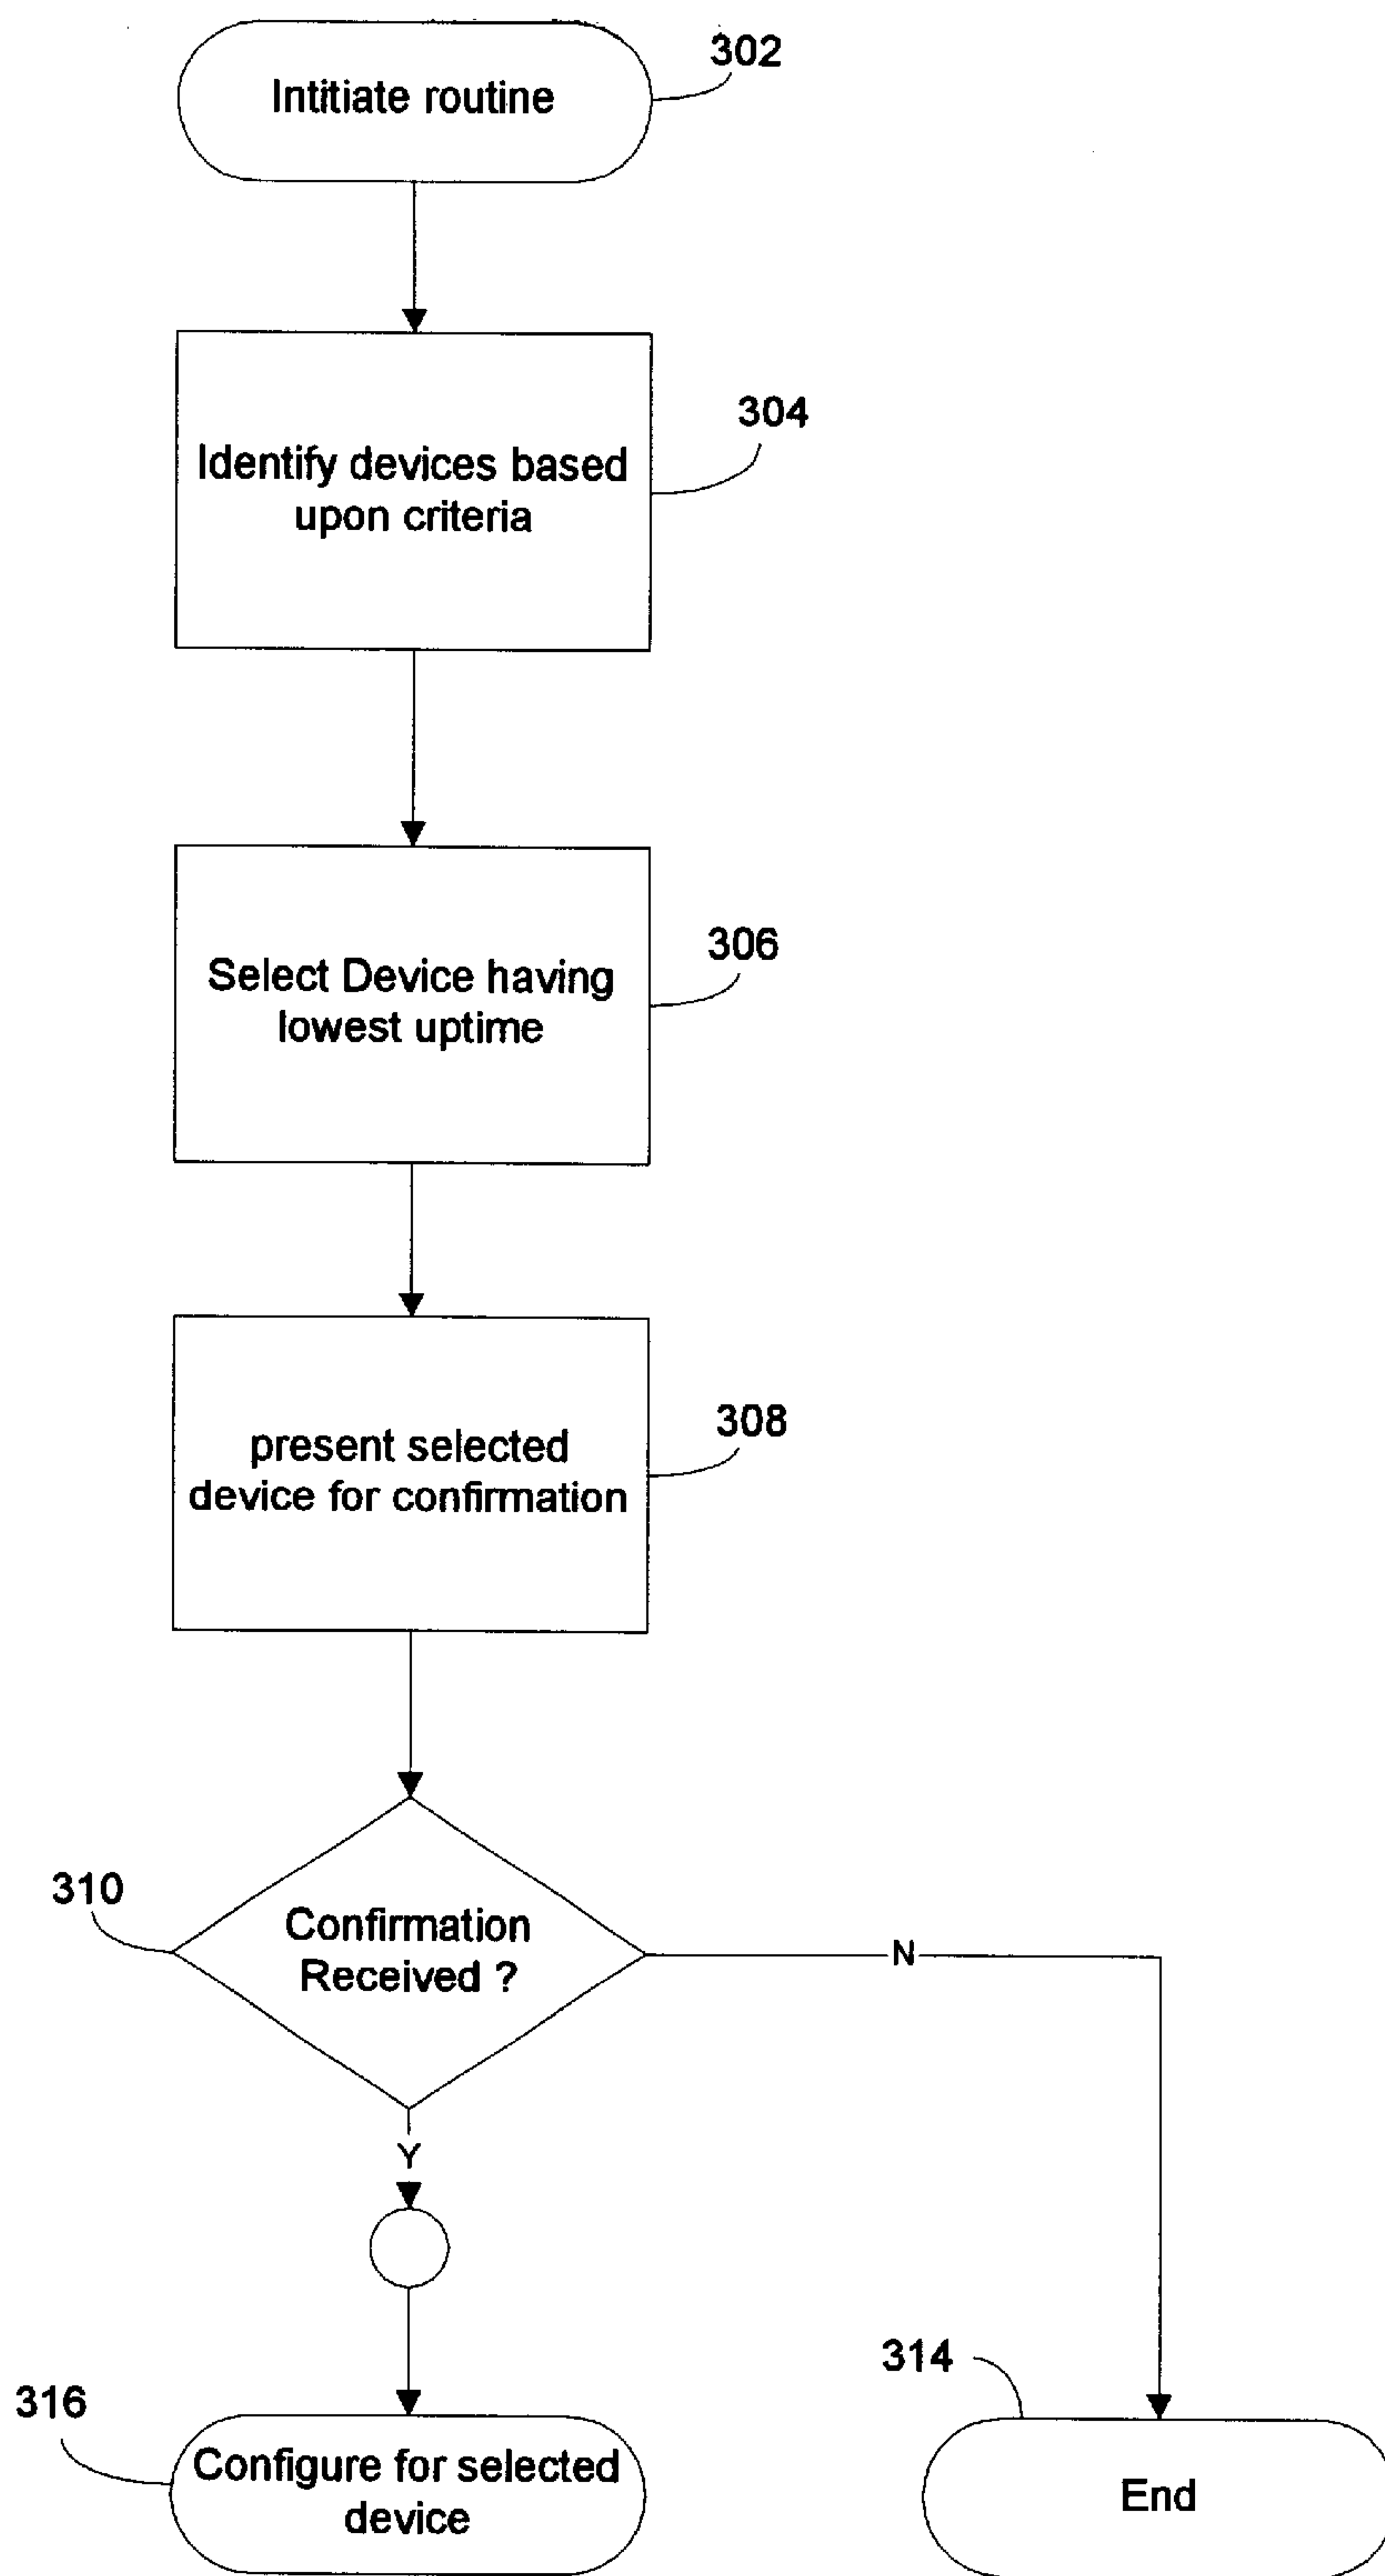 302
Intitiate routine
304
Identify devices based
upon criteria
306
Select Device having
lowest uptime
308
present selected
device for confirmation
310
Confirmation
Received ?
N
Y
314
316
Configure for selected
device
End